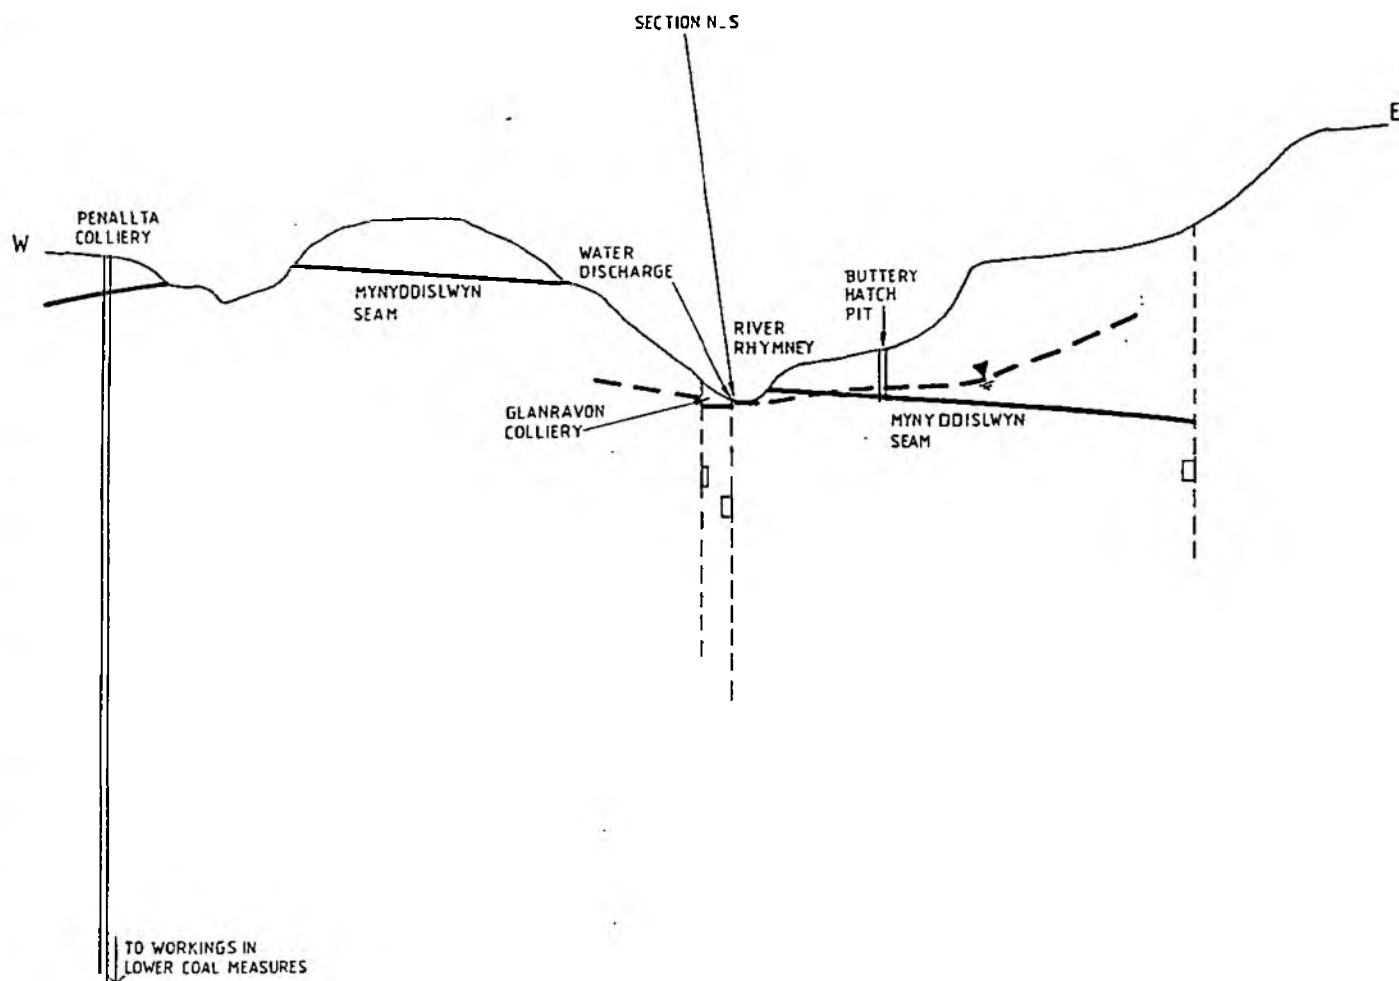 SECTION N_S
E
W
PENALLTA
COLLIERY
WATER
DISCHARGE
MYNYDDISLWYN
SEAM
BUTTERY
HATCH
PIT
RIVER
RHYMNEY
GLANRAVON
COLLIERY
MYNYDDISLWYN
SEAM
TO WORKINGS IN
LOWER COAL MEASURES